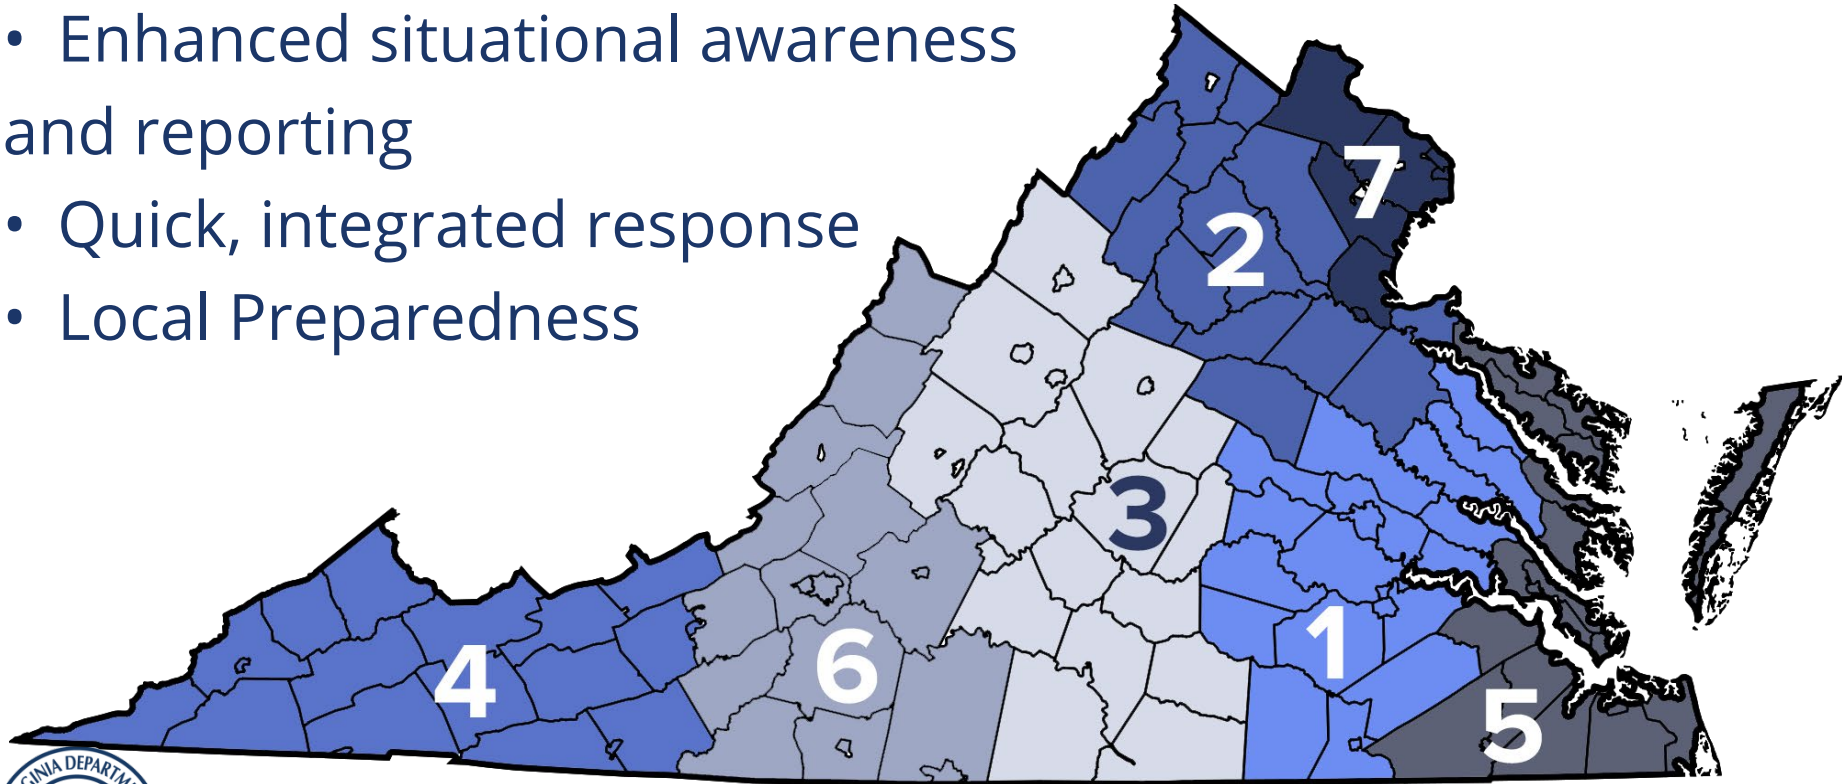 • Enhanced situational awareness
and reporting
• Quick, integrated response
• Local Preparedness
7
2
3
1
4
6
5